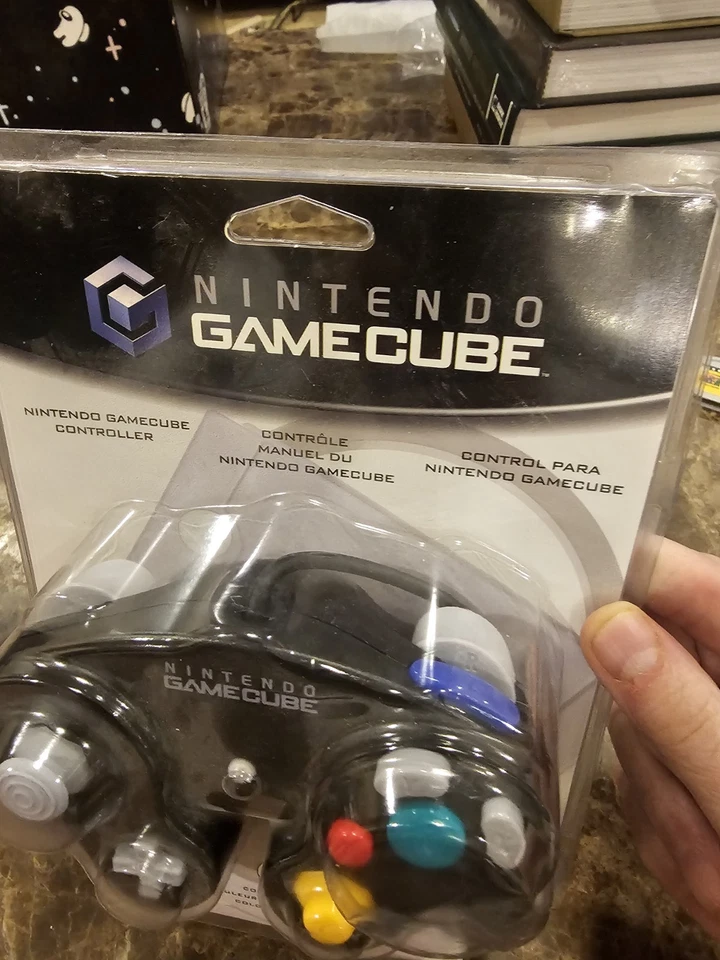 NINTENDO
GAMECUBE
NINTENDO GAMECUBE
CONTROLLER
CONTRÔLE
MANUEL DU
NINTENDO GAMECUBE
CONTROL PARA
NINTENDO GAMECUBE
NINTENDO
GAMECUBE